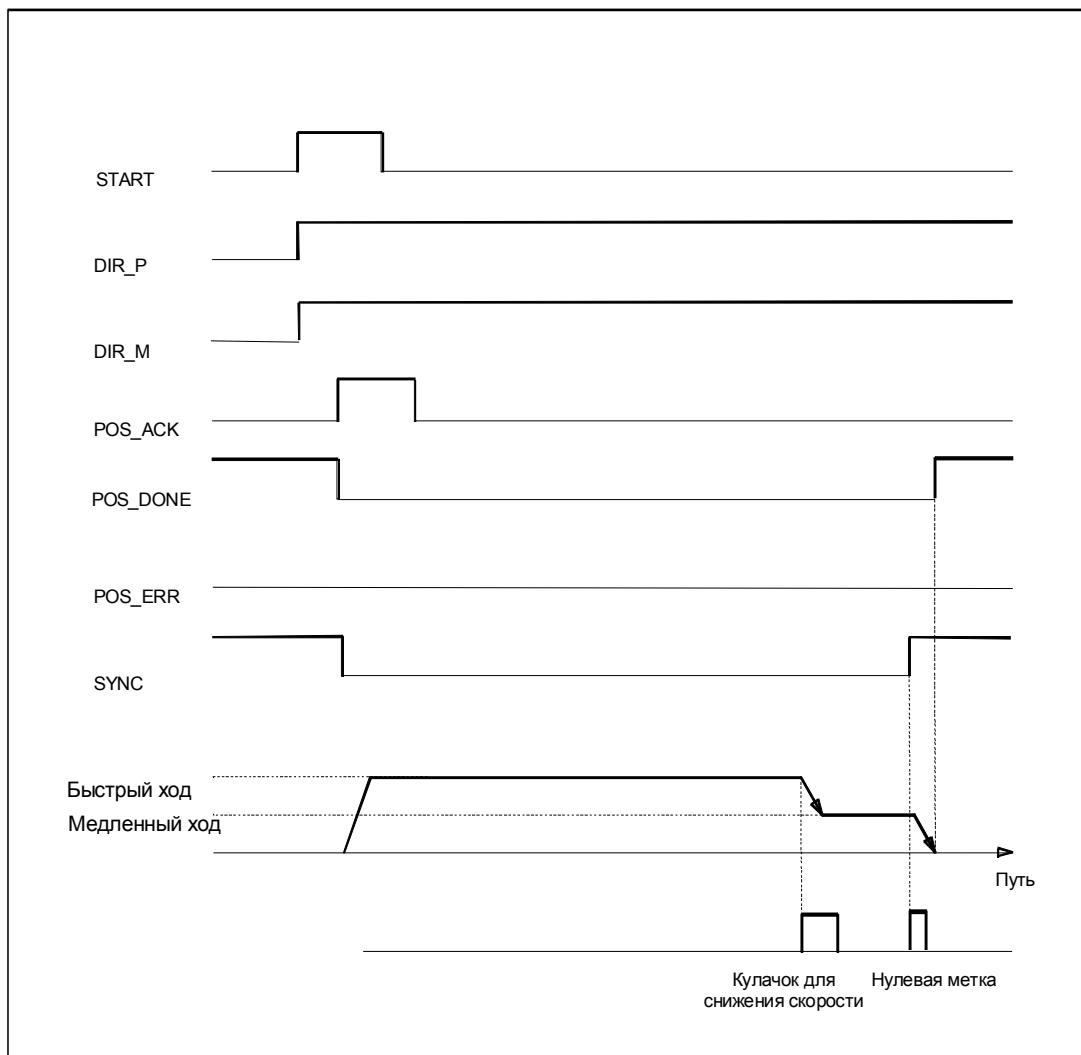 START
DIR_P
DIR_M
POS_ACK
POS_DONE
POS_ERR
SYNC
Быстрый ход
Медленный ход
Путь
Кулачок для
снижения скорости
Нулевая метка